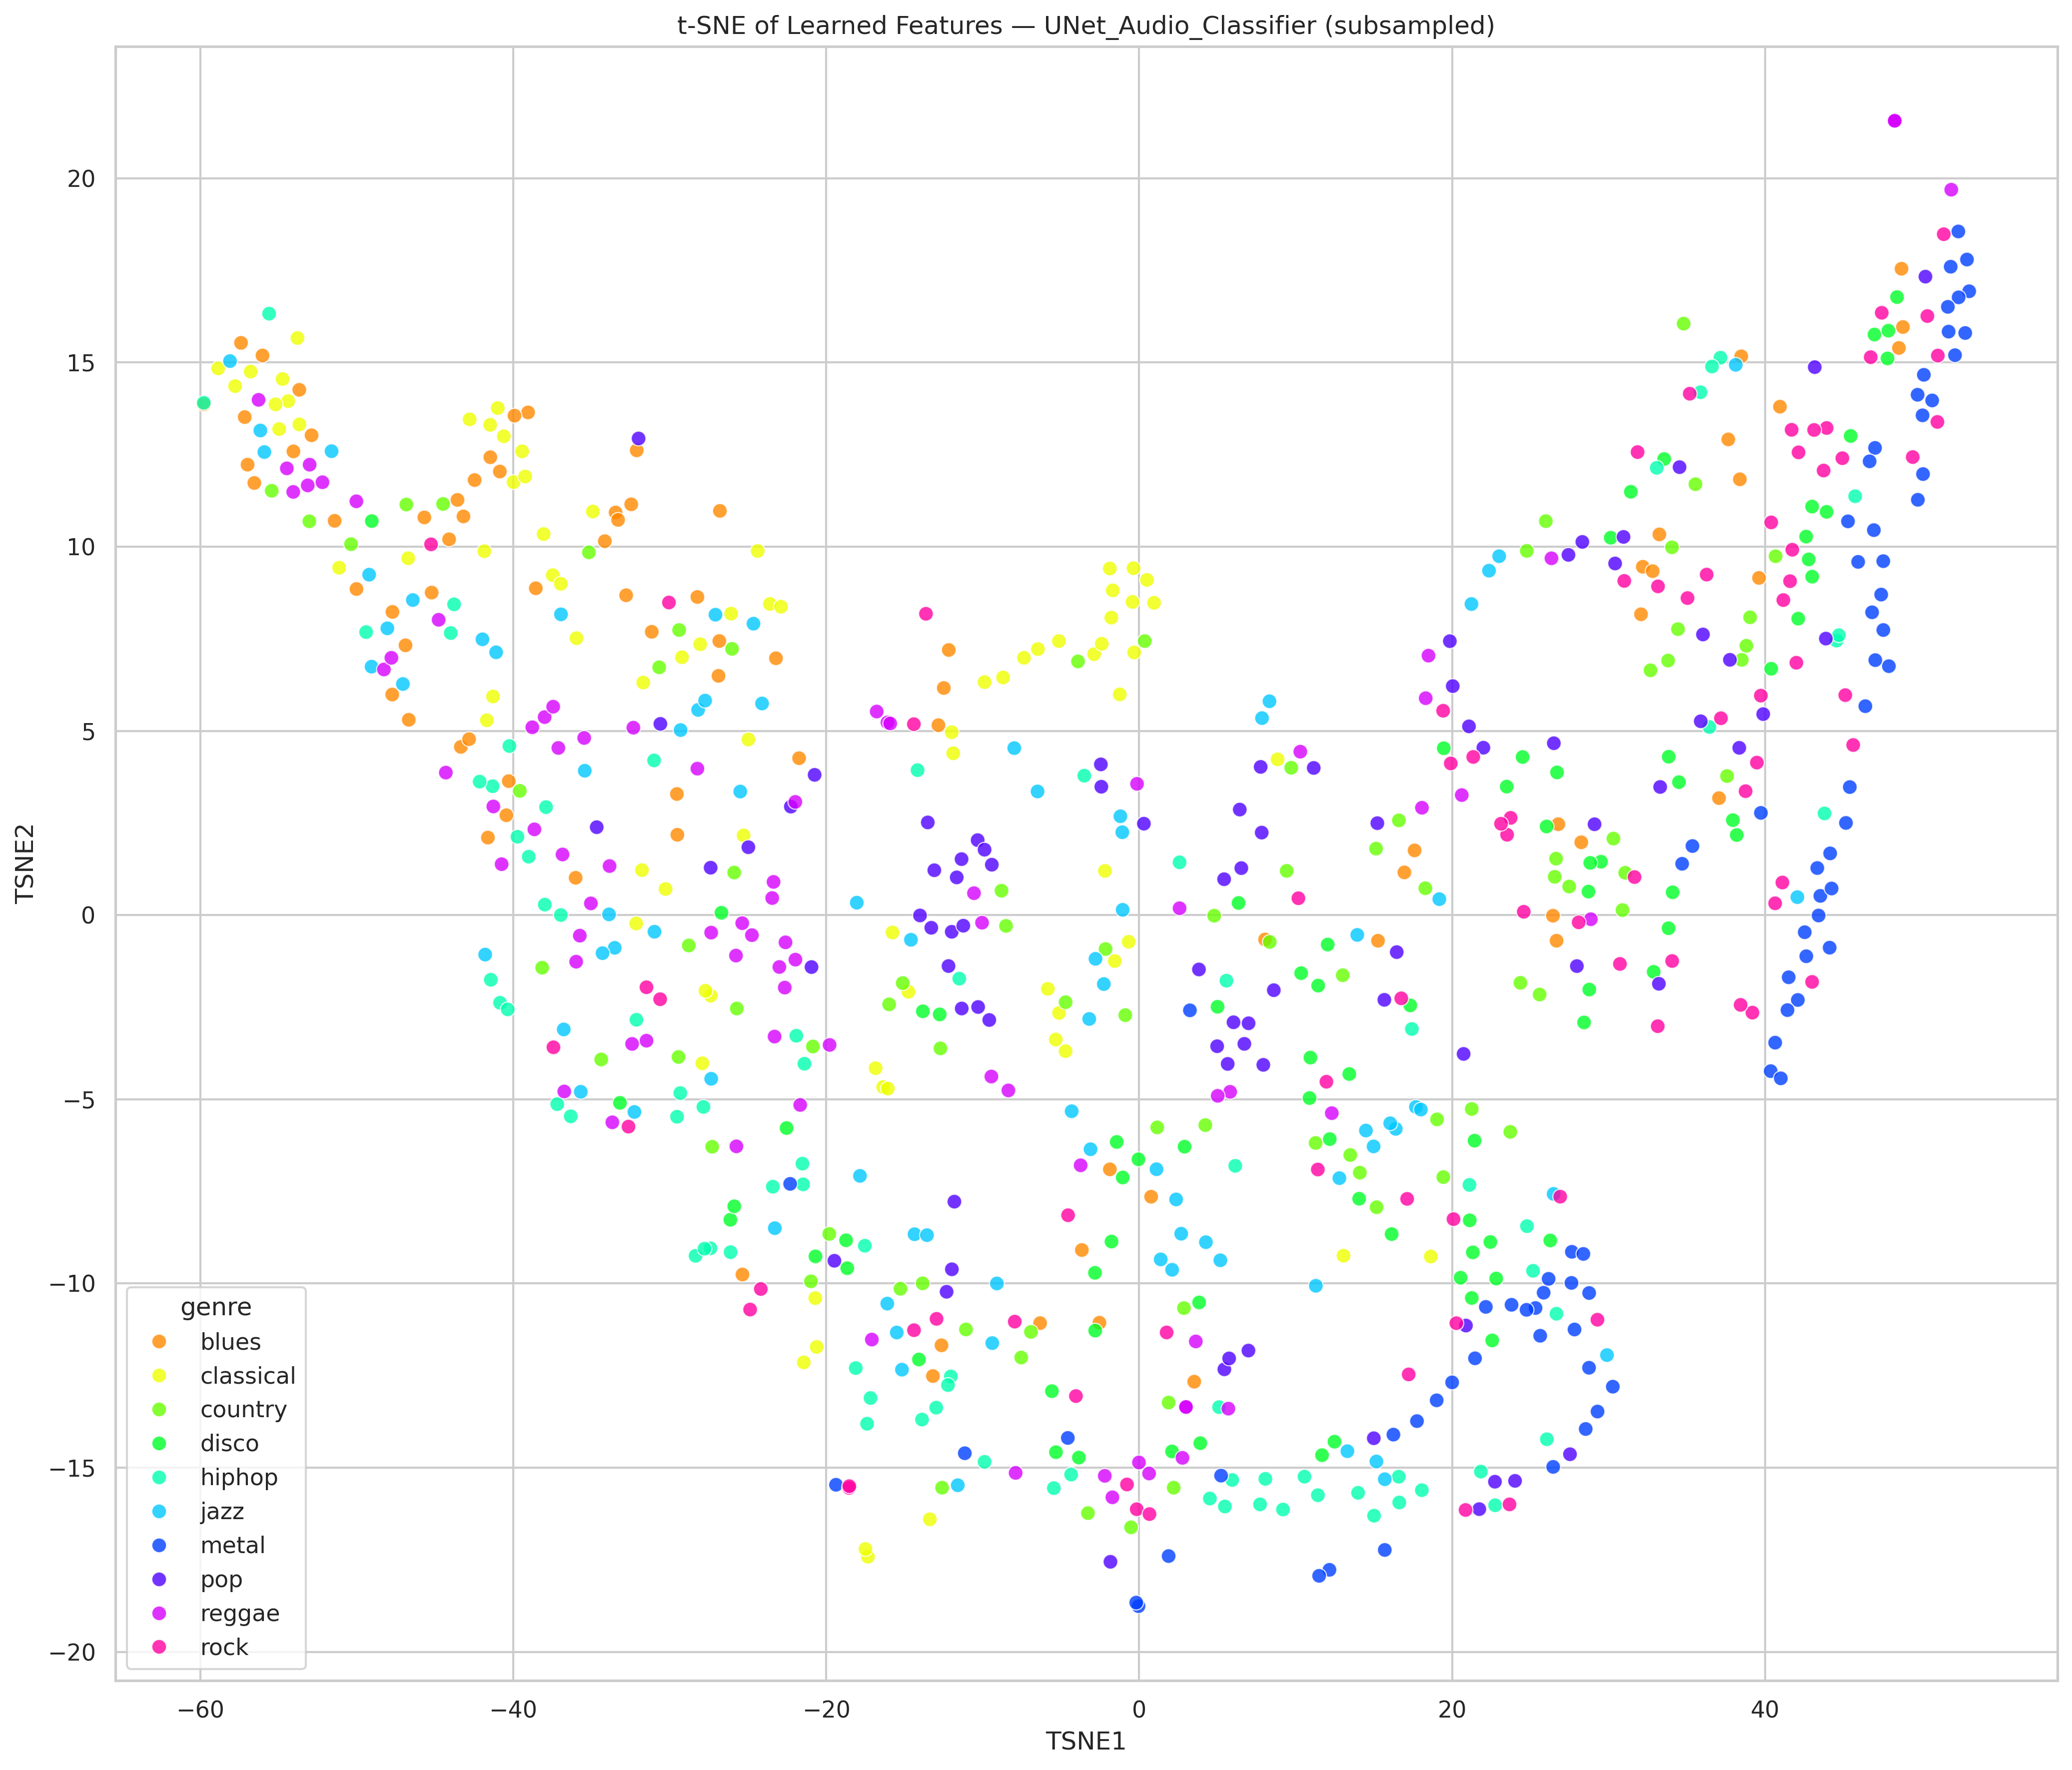 t-SNE of Learned Features — UNet_Audio_Classifier (subsampled)
TSNE2
20
15
10
5
0
−5
−10
−15
−20
genre
blues
classical
country
disco
hiphop
jazz
metal
pop
reggae
rock
−60 −40 −20 0 20 40
TSNE1